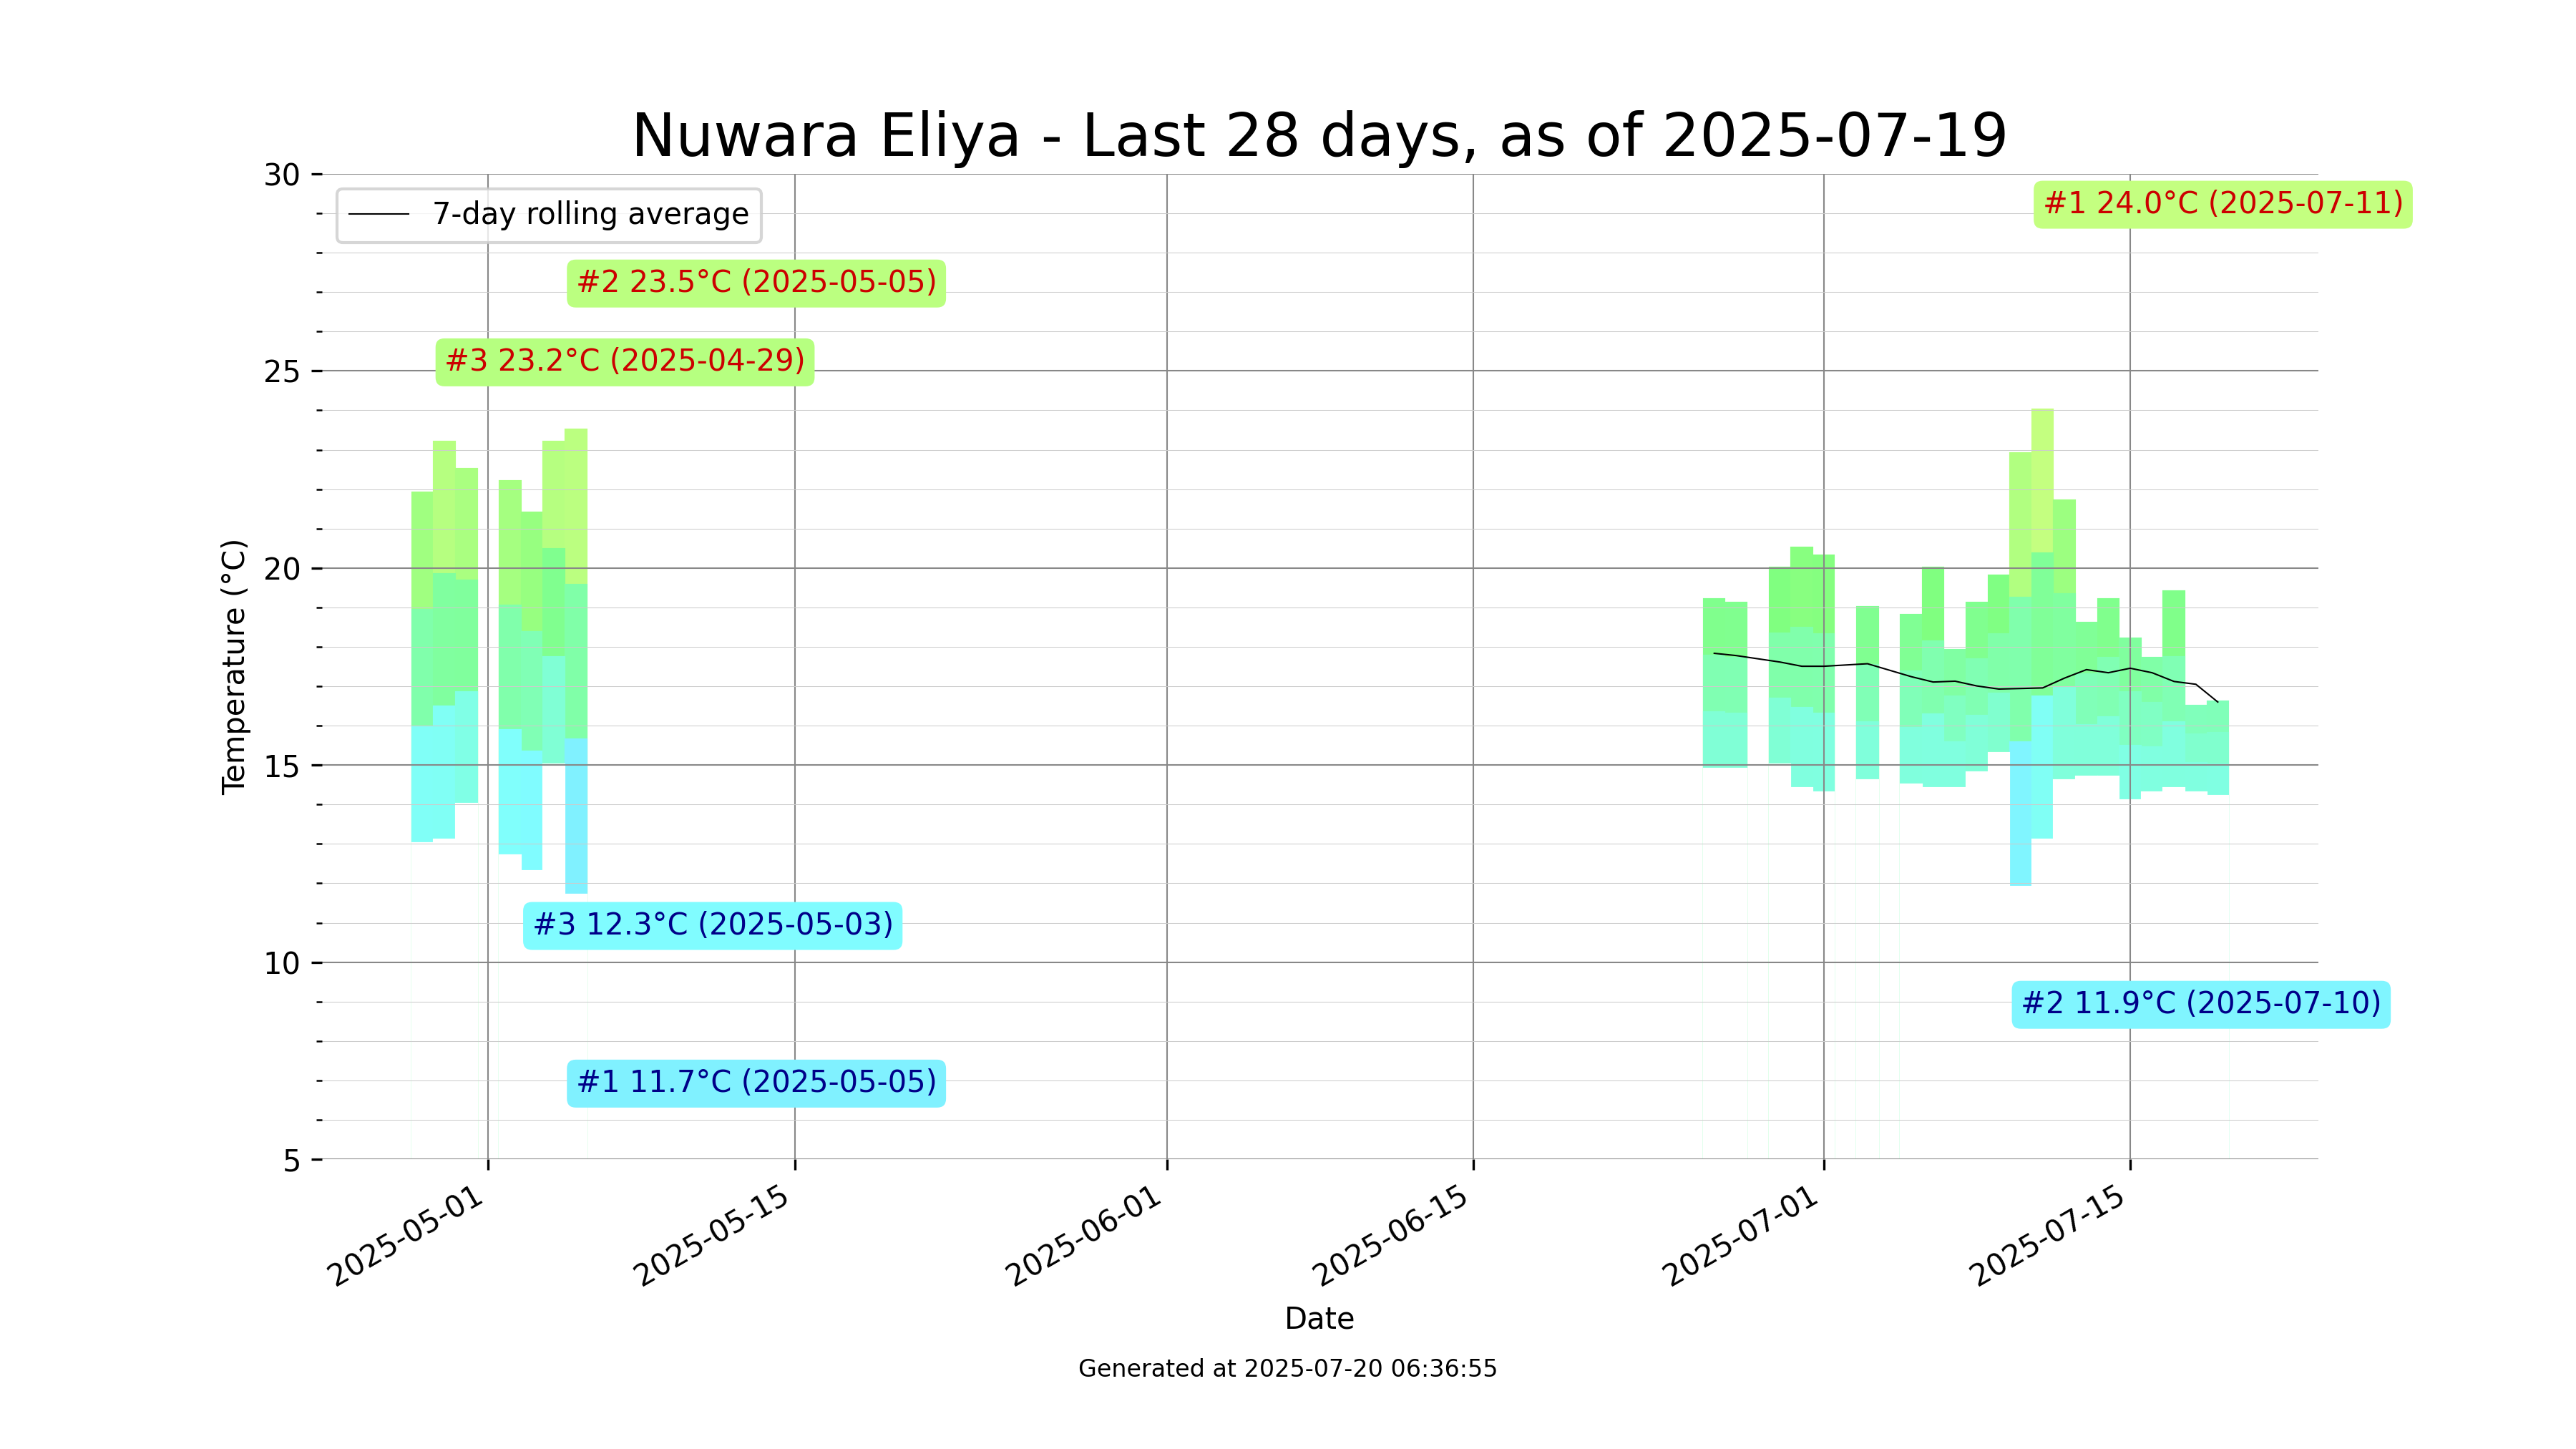 Nuwara Eliya - Last 28 days, as of 2025-07-19
30
7-day rolling average
#1 24.0°C (2025-07-11)
#2 23.5°C (2025-05-05)
#3 23.2°C (2025-04-29)
25
20
Temperature (°C)
15
#3 12.3°C (2025-05-03)
10
#2 11.9°C (2025-07-10)
#1 11.7°C (2025-05-05)
5
2025-05-01
2025-05-15
2025-06-01
2025-06-15
2025-07-01
2025-07-15
Date
Generated at 2025-07-20 06:36:55